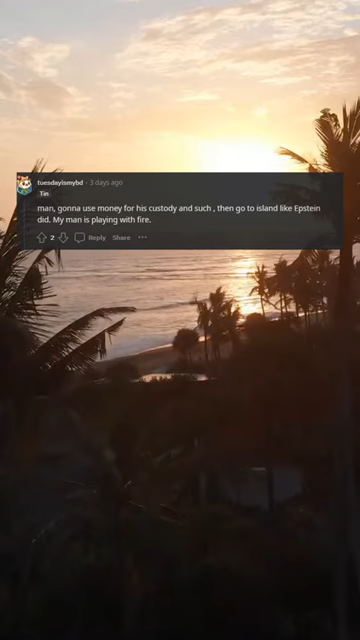 tuesdayismybd · 3 days ago
Tin
man, gonna use money for his custody and such , then go to island like Epstein
did. My man is playing with fire.
2 Reply Share ···